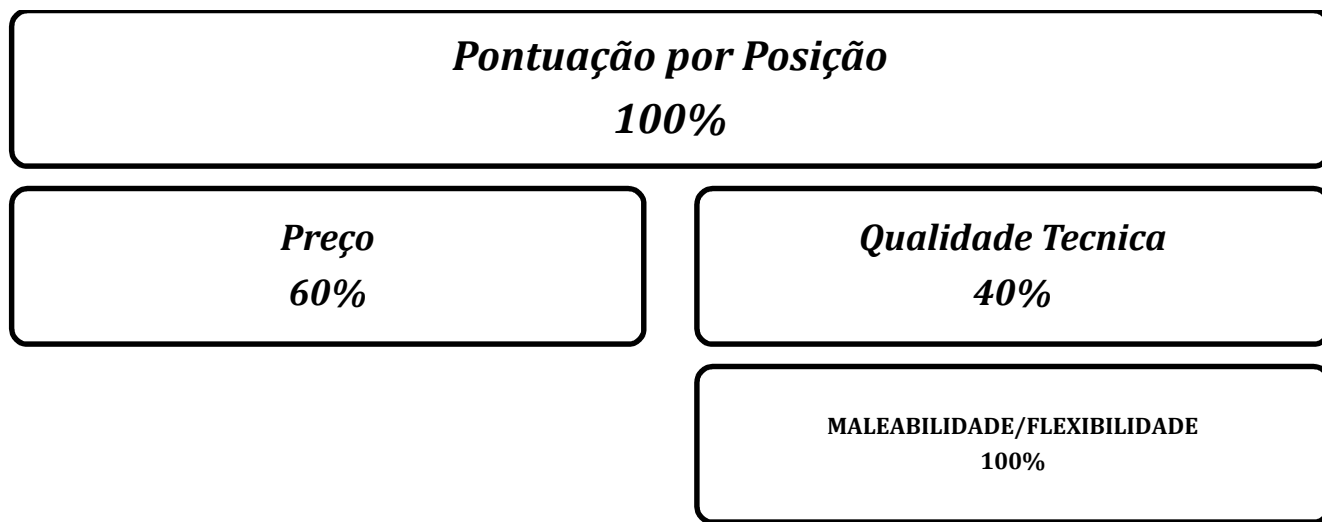 Pontuação por Posição
100%
Preço
60%
Qualidade Tecnica
40%
MALEABILIDADE/FLEXIBILIDADE
100%